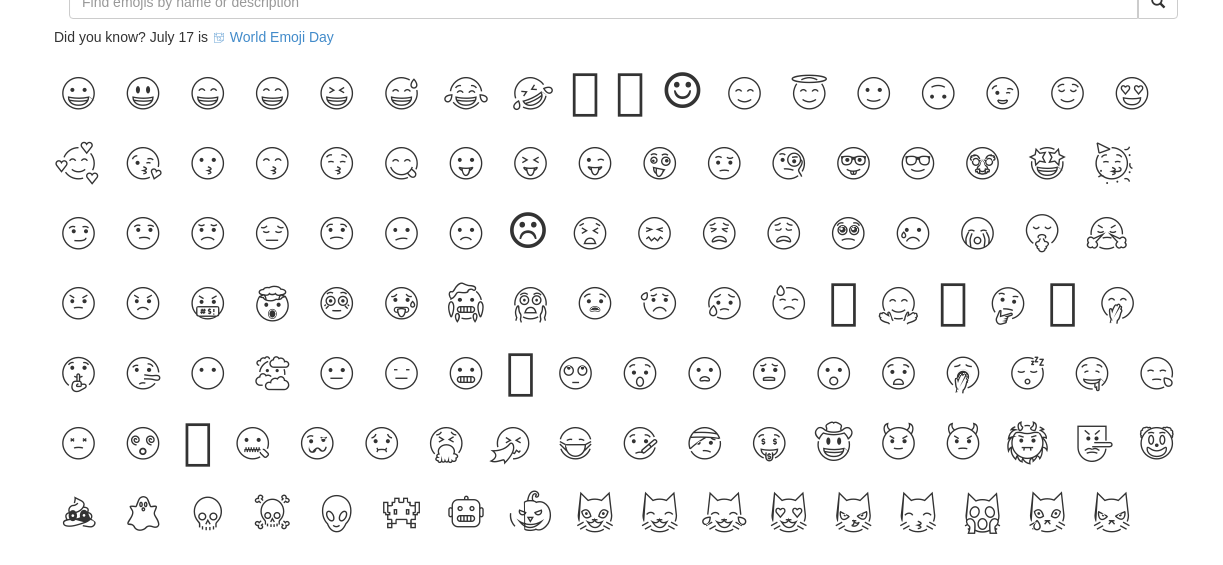 Find emojis by name or description
Did you know? July 17 is 📅 World Emoji Day